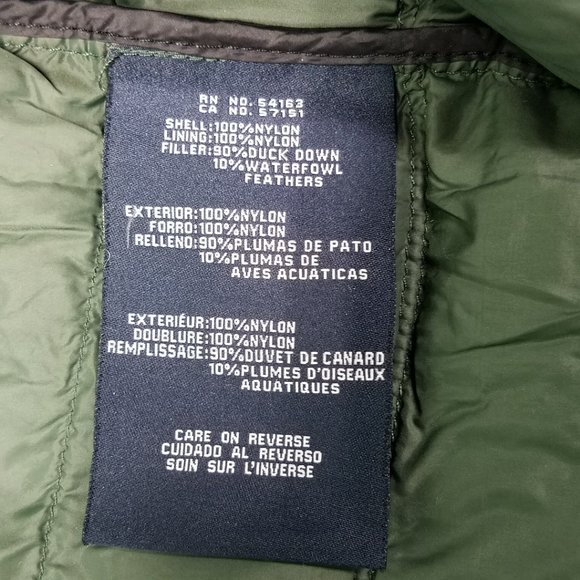 RN NO. 54163
CA NO. 57151
SHELL:100%NYLON
LINING:100%NYLON
FILLER:90%DUCK DOWN
10%WATERFOWL
FEATHERS
EXTERIOR:100%NYLON
FORRO:100%NYLON
RELLENO:90%PLUMAS DE PATO
10%PLUMAS DE
AVES ACUATICAS
EXTERIEUR:100%NYLON
DOUBLURE:100%NYLON
REMPLISSAGE:90%DUVET DE CANARD
10%PLUMES D'OISEAUX
AQUATIQUES
CARE ON REVERSE
CUIDADO AL REVERSO
SOIN SUR L'INVERSE